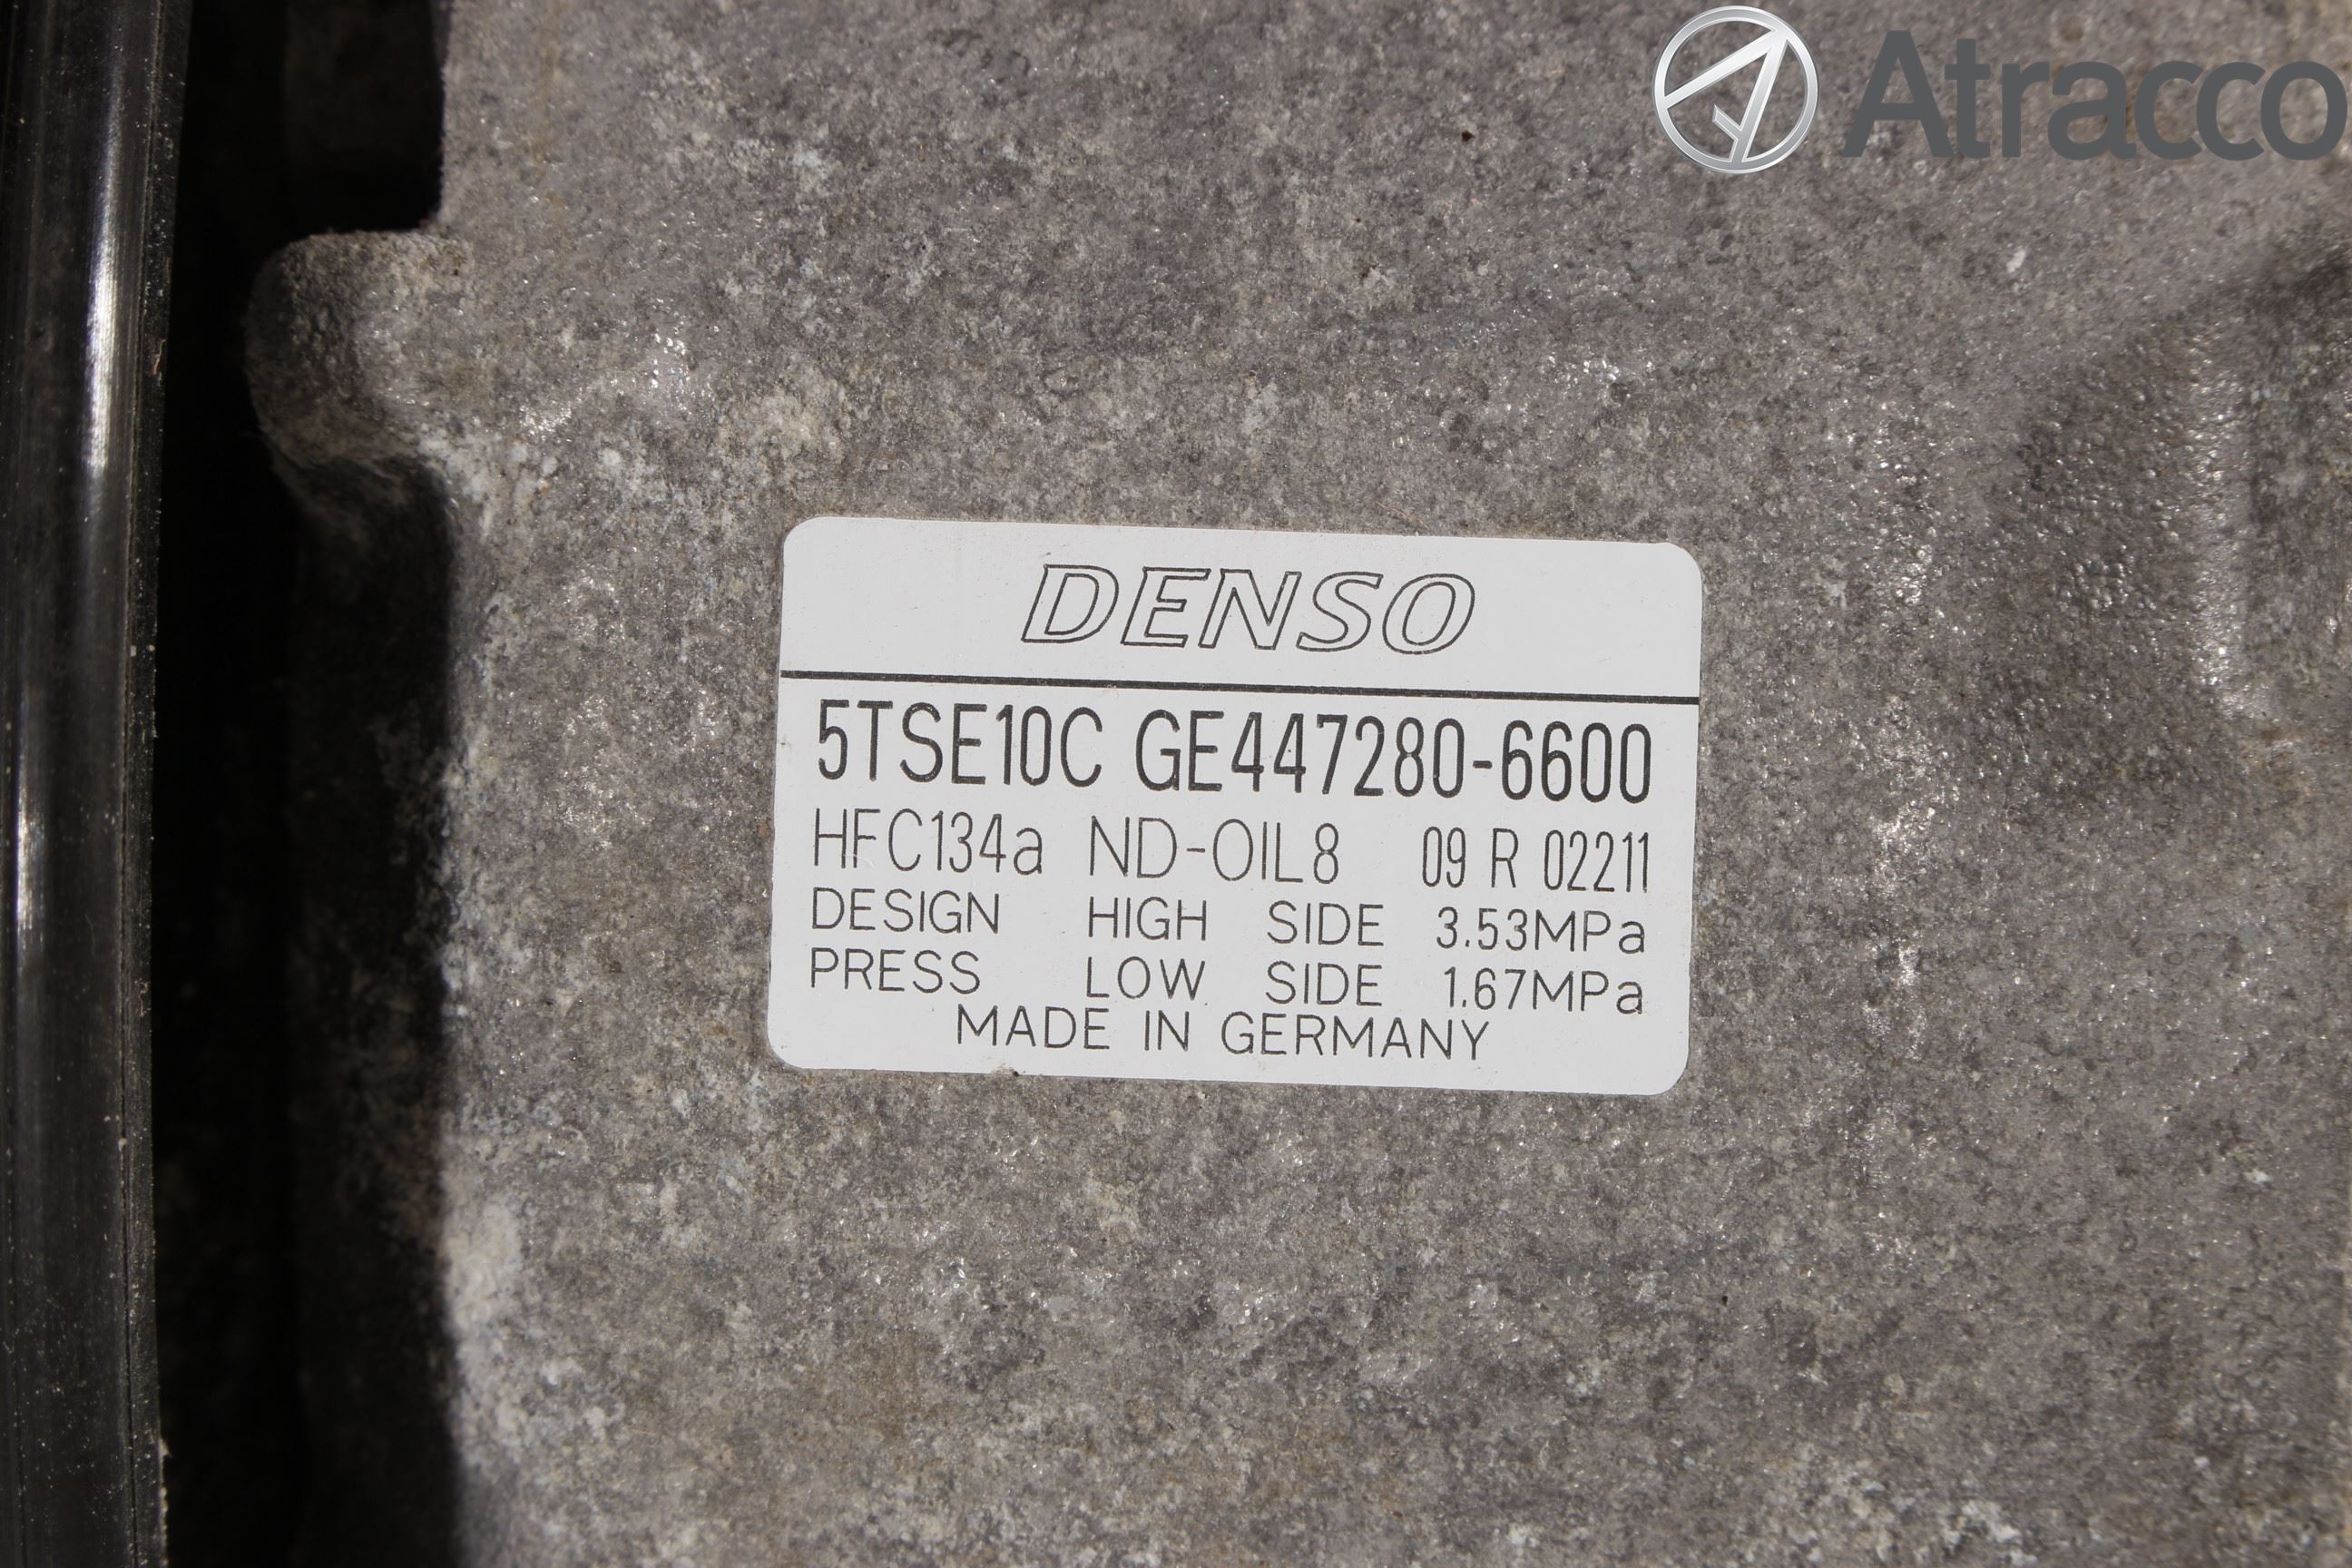 Atracco
DENSO
5TSE10C GE447280-6600
HFC134a ND-OIL8 09 R 02211
DESIGN HIGH SIDE 3.53MPa
PRESS LOW SIDE 1.67MPa
MADE IN GERMANY